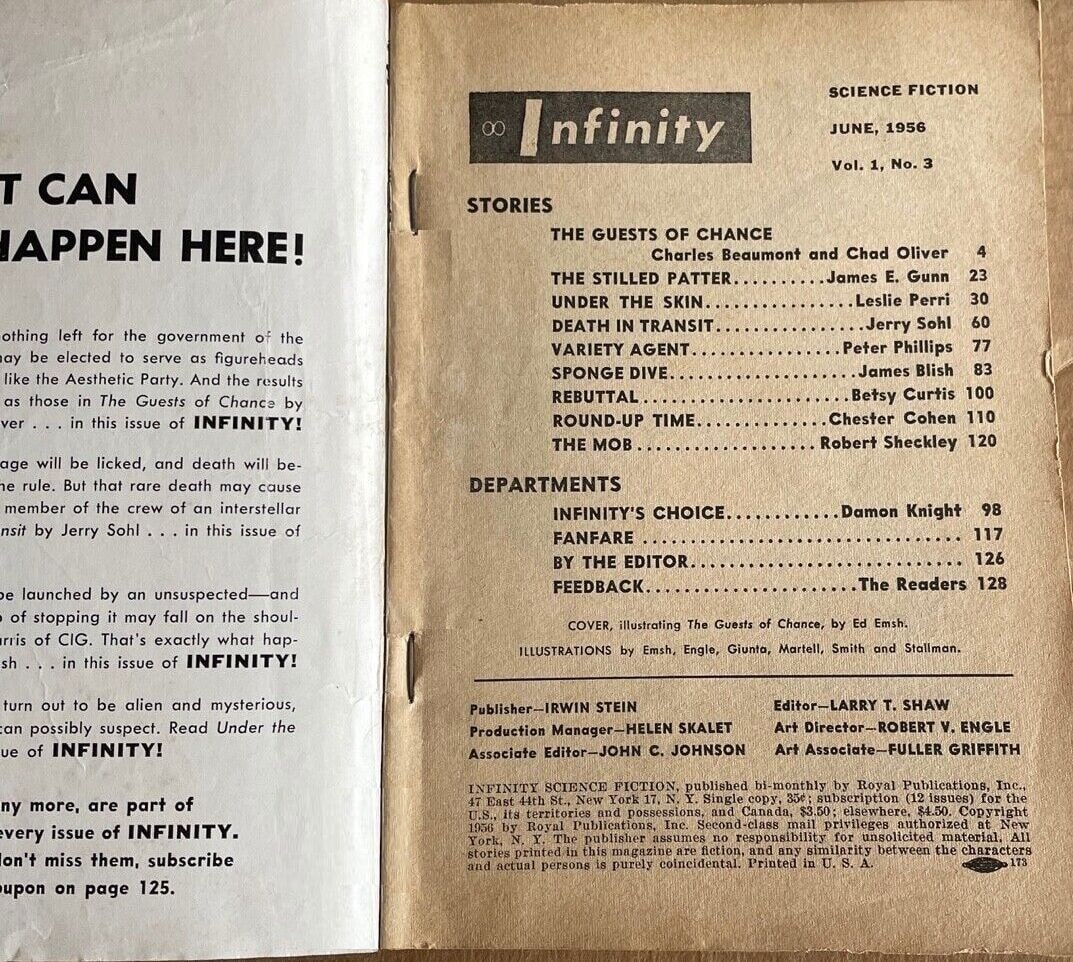 T CAN
HAPPEN HERE!
othing left for the government of the
may be elected to serve as figureheads
like the Aesthetic Party. And the results
as those in The Guests of Chance by
ver . . . in this issue of INFINITY!
age will be licked, and death will be-
he rule. But that rare death may cause
member of the crew of an interstellar
nsit by Jerry Sohl . . . in this issue of
be launched by an unsuspected—and
of stopping it may fall on the shoul-
rris of CIG. That's exactly what hap-
sh . . . in this issue of INFINITY!
turn out to be alien and mysterious,
can possibly suspect. Read Under the
ue of INFINITY!
ny more, are part of
every issue of INFINITY.
don't miss them, subscribe
oupon on page 125.
∞ Infinity
SCIENCE FICTION
JUNE, 1956
Vol. 1, No. 3
STORIES
THE GUESTS OF CHANCE
Charles Beaumont and Chad Oliver 4
THE STILLED PATTER..........James E. Gunn 23
UNDER THE SKIN................Leslie Perri 30
DEATH IN TRANSIT................Jerry Sohl 60
VARIETY AGENT................Peter Phillips 77
SPONGE DIVE....................James Blish 83
REBUTTAL.......................Betsy Curtis 100
ROUND-UP TIME..............Chester Cohen 110
THE MOB....................Robert Sheckley 120
DEPARTMENTS
INFINITY'S CHOICE............Damon Knight 98
FANFARE................................. 117
BY THE EDITOR........................... 126
FEEDBACK.......................The Readers 128
COVER, illustrating The Guests of Chance, by Ed Emsh.
ILLUSTRATIONS by Emsh, Engle, Giunta, Martell, Smith and Stallman.
Publisher—IRWIN STEIN
Production Manager—HELEN SKALET
Associate Editor—JOHN C. JOHNSON
Editor—LARRY T. SHAW
Art Director—ROBERT V. ENGLE
Art Associate—FULLER GRIFFITH
INFINITY SCIENCE FICTION, published bi-monthly by Royal Publications, Inc.,
47 East 44th St., New York 17, N. Y. Single copy, 35¢; subscription (12 issues) for the
U.S., its territories and possessions, and Canada, $3.50; elsewhere, $4.50. Copyright
1956 by Royal Publications, Inc. Second-class mail privileges authorized at New
York, N. Y. The publisher assumes no responsibility for unsolicited material. All
stories printed in this magazine are fiction, and any similarity between the characters
and actual persons is purely coincidental. Printed in U. S. A.
173